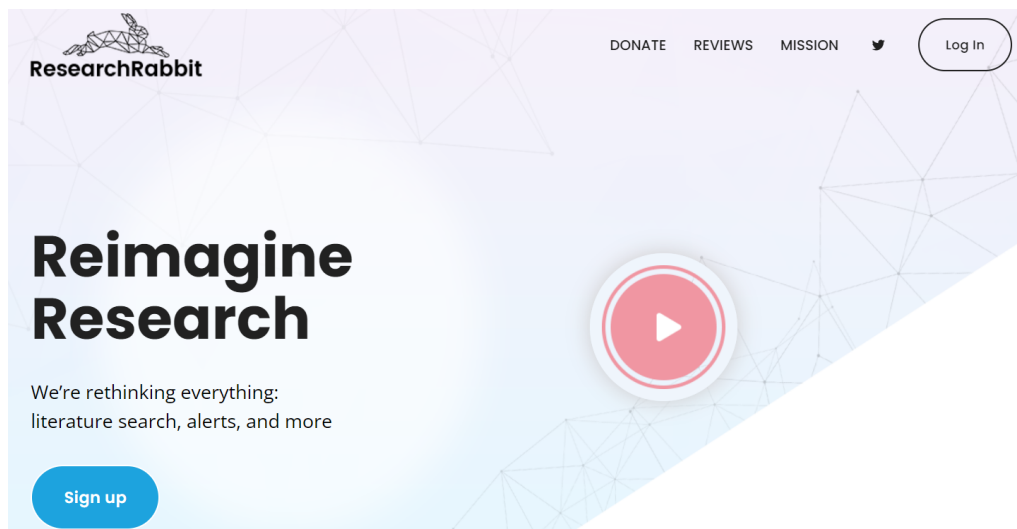 ResearchRabbit
DONATE REVIEWS MISSION Log In
Reimagine
Research
We’re rethinking everything:
literature search, alerts, and more
Sign up